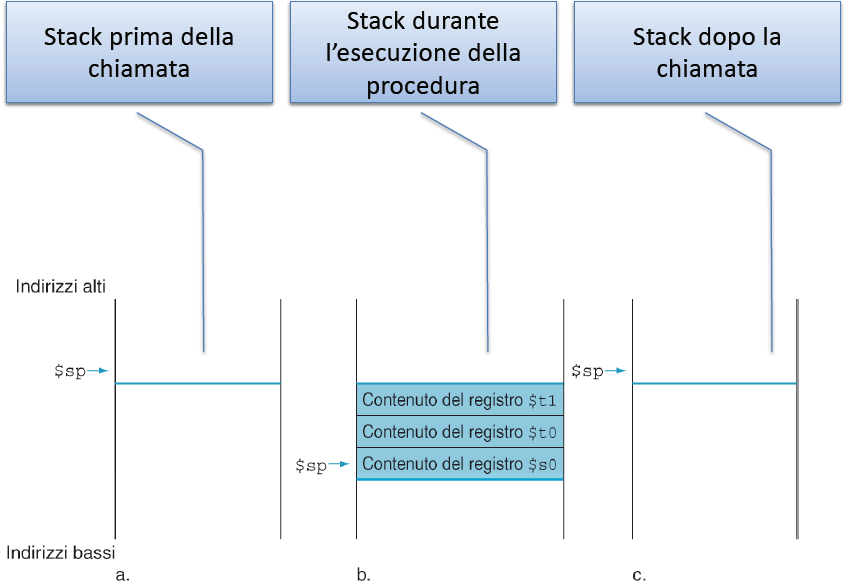 Stack prima della
chiamata
Stack durante
l’esecuzione della
procedura
Stack dopo la
chiamata
Indirizzi alti
$sp
$sp
Contenuto del registro $t1
Contenuto del registro $t0
$sp
Contenuto del registro $s0
Indirizzi bassi
a.
b.
c.